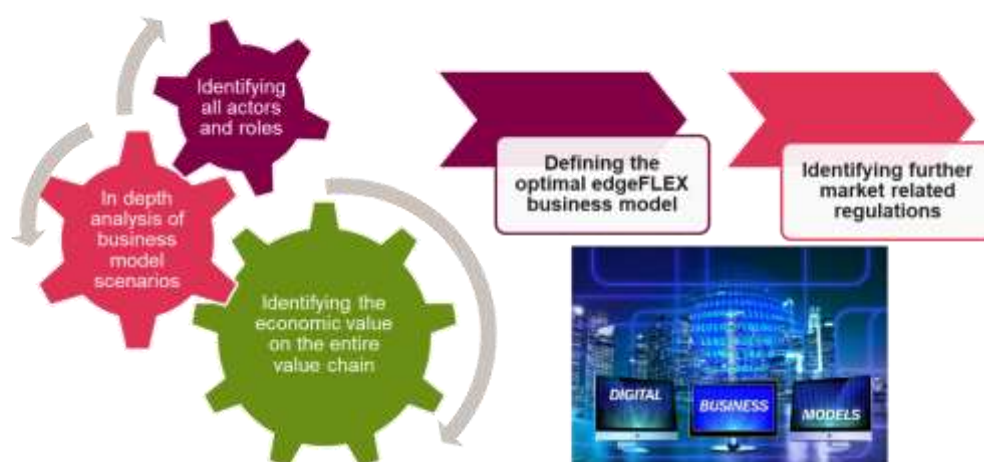 Identifying
all actors
and roles
In depth
analysis of
business
model
scenarios
Identifying the
economic value
on the entire
value chain
Defining the
optimal edgeFLEX
business model
Identifying further
market related
regulations
DIGITAL
BUSINESS
MODELS